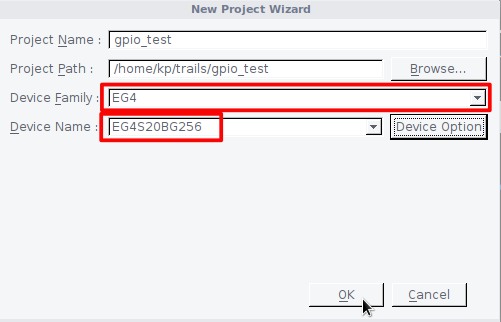 New Project Wizard
Project Name : gpio_test
Project Path : /home/kp/trails/gpio_test Browse...
Device Family : EG4
Device Name : EG4S20BG256 Device Option
OK Cancel